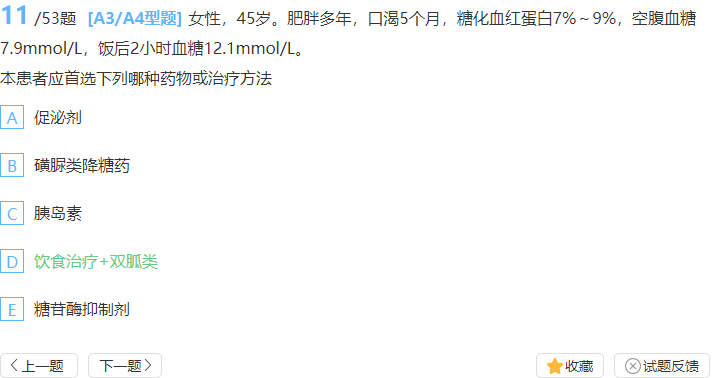 11 /53题 [A3/A4型题] 女性，45岁。肥胖多年，口渴5个月，糖化血红蛋白7%～9%，空腹血糖
7.9mmol/L，饭后2小时血糖12.1mmol/L。
本患者应首选下列哪种药物或治疗方法
A 促泌剂
B 磺脲类降糖药
C 胰岛素
D 饮食治疗+双胍类
E 糖苷酶抑制剂
上一题 下一题 收藏 试题反馈